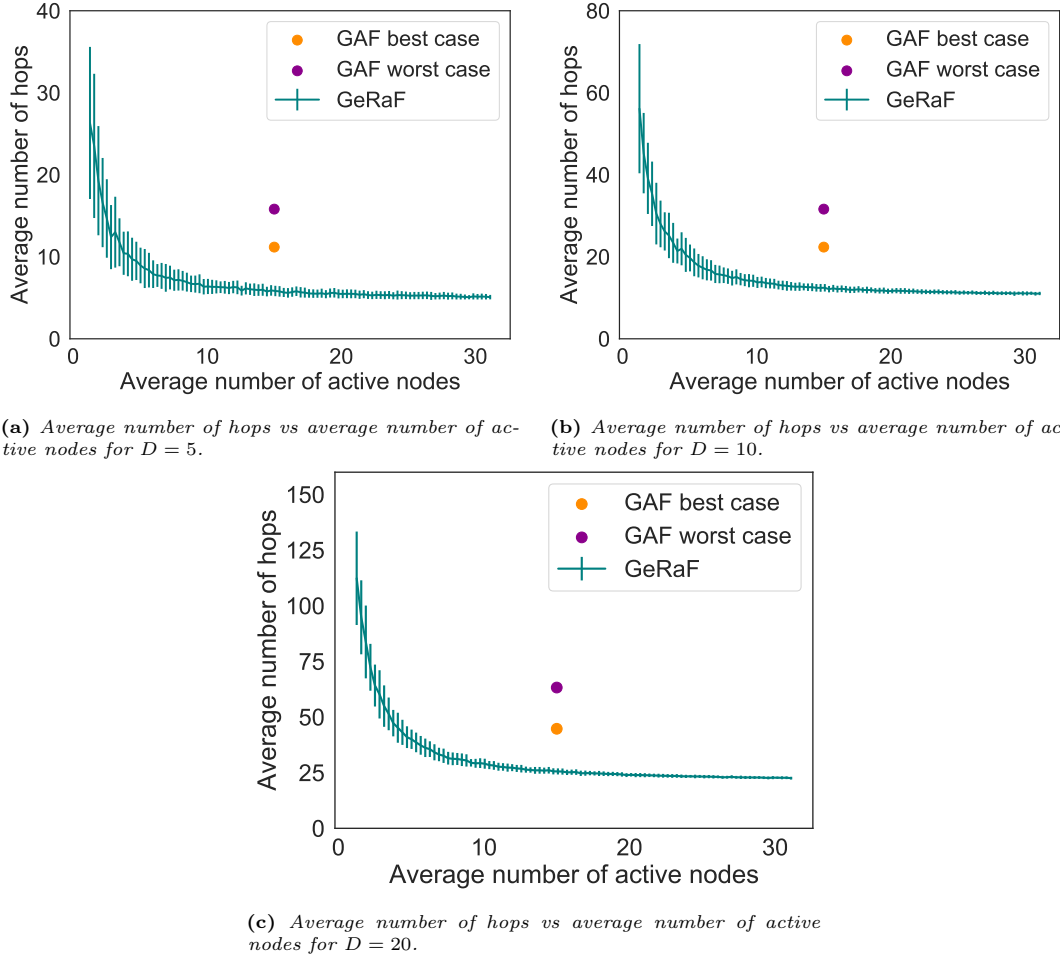 40
30
20
10
0
Average number of hops
GAF best case
GAF worst case
GeRaF
0 10 20 30
Average number of active nodes
(a) Average number of hops vs average number of ac-
tive nodes for D = 5.
80
60
40
20
0
Average number of hops
GAF best case
GAF worst case
GeRaF
0 10 20 30
Average number of active nodes
(b) Average number of hops vs average number of ac
tive nodes for D = 10.
150
125
100
75
50
25
0
Average number of hops
GAF best case
GAF worst case
GeRaF
0 10 20 30
Average number of active nodes
(c) Average number of hops vs average number of active
nodes for D = 20.